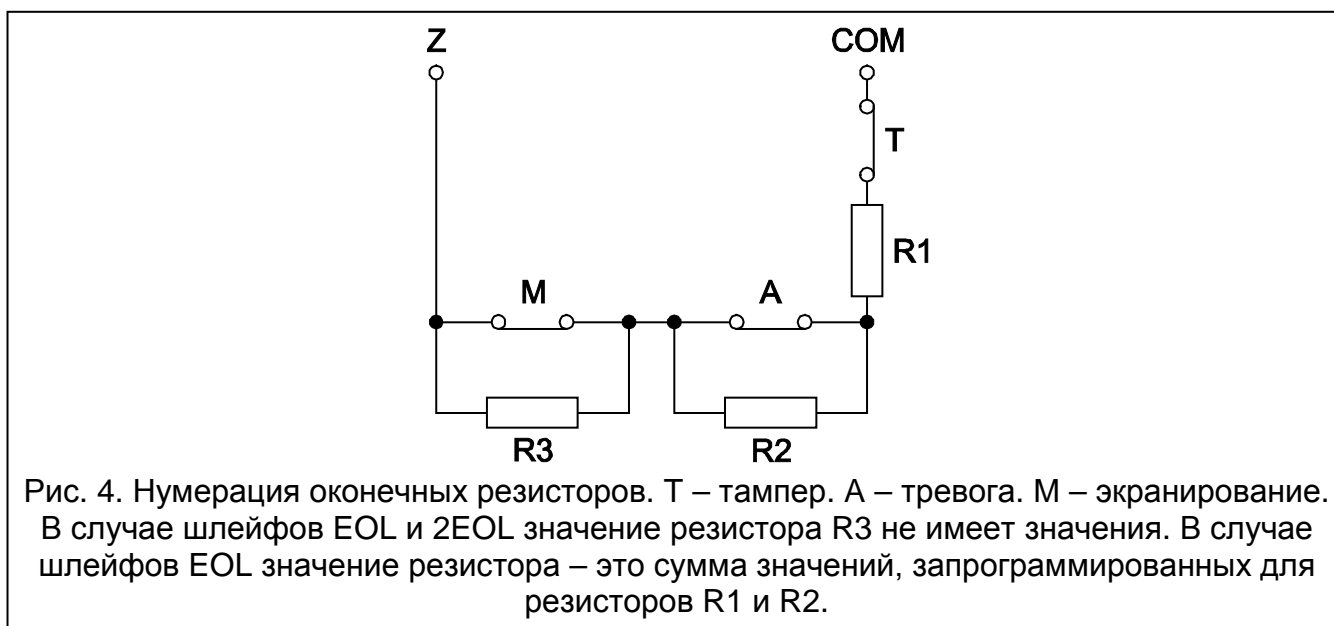 Z
COM
T
R1
M
A
R3
R2
Рис. 4. Нумерация оконечных резисторов. Т – тампер. А – тревога. М – экранирование.
В случае шлейфов EOL и 2EOL значение резистора R3 не имеет значения. В случае
шлейфов EOL значение резистора – это сумма значений, запрограммированных для
резисторов R1 и R2.